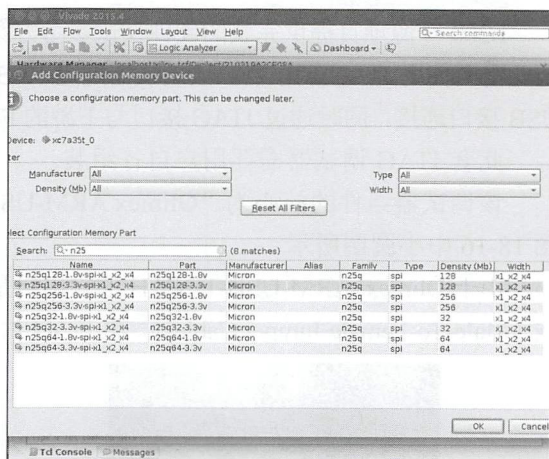 Vivado 2015.4
File Edit Flow Tools Window Layout View Help
Search commands
Logic Analyzer Dashboard
Hardware Manager
Add Configuration Memory Device
Choose a configuration memory part. This can be changed later.
Device: xc7a35t_0
ter
Manufacturer All Type All
Density (Mb) All Width All
Reset All Filters
elect Configuration Memory Part
Search: n25 (8 matches)
Name Part Manufacturer Alias Family Type Density (Mb) Width
n25q128-1.8v-spi-x1_x2_x4 n25q128-1.8v Micron n25q spi 128 x1_x2_x4
n25q128-3.3v-spi-x1_x2_x4 n25q128-3.3v Micron n25q spi 128 x1_x2_x4
n25q256-1.8v-spi-x1_x2_x4 n25q256-1.8v Micron n25q spi 256 x1_x2_x4
n25q256-3.3v-spi-x1_x2_x4 n25q256-3.3v Micron n25q spi 256 x1_x2_x4
n25q32-1.8v-spi-x1_x2_x4 n25q32-1.8v Micron n25q spi 32 x1_x2_x4
n25q32-3.3v-spi-x1_x2_x4 n25q32-3.3v Micron n25q spi 32 x1_x2_x4
n25q64-1.8v-spi-x1_x2_x4 n25q64-1.8v Micron n25q spi 64 x1_x2_x4
n25q64-3.3v-spi-x1_x2_x4 n25q64-3.3v Micron n25q spi 64 x1_x2_x4
OK Cancel
Tcl Console Messages